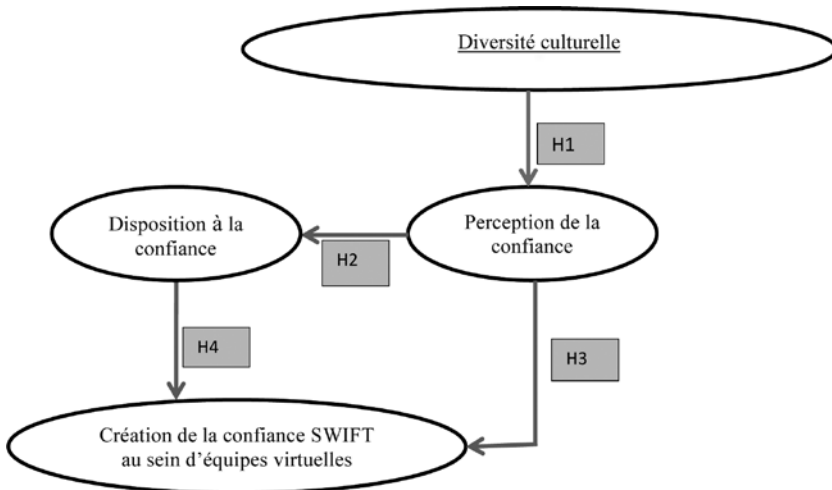 Diversité culturelle
H1
Disposition à la
confiance
Perception de la
confiance
H2
H4
H3
Création de la confiance SWIFT
au sein d'équipes virtuelles